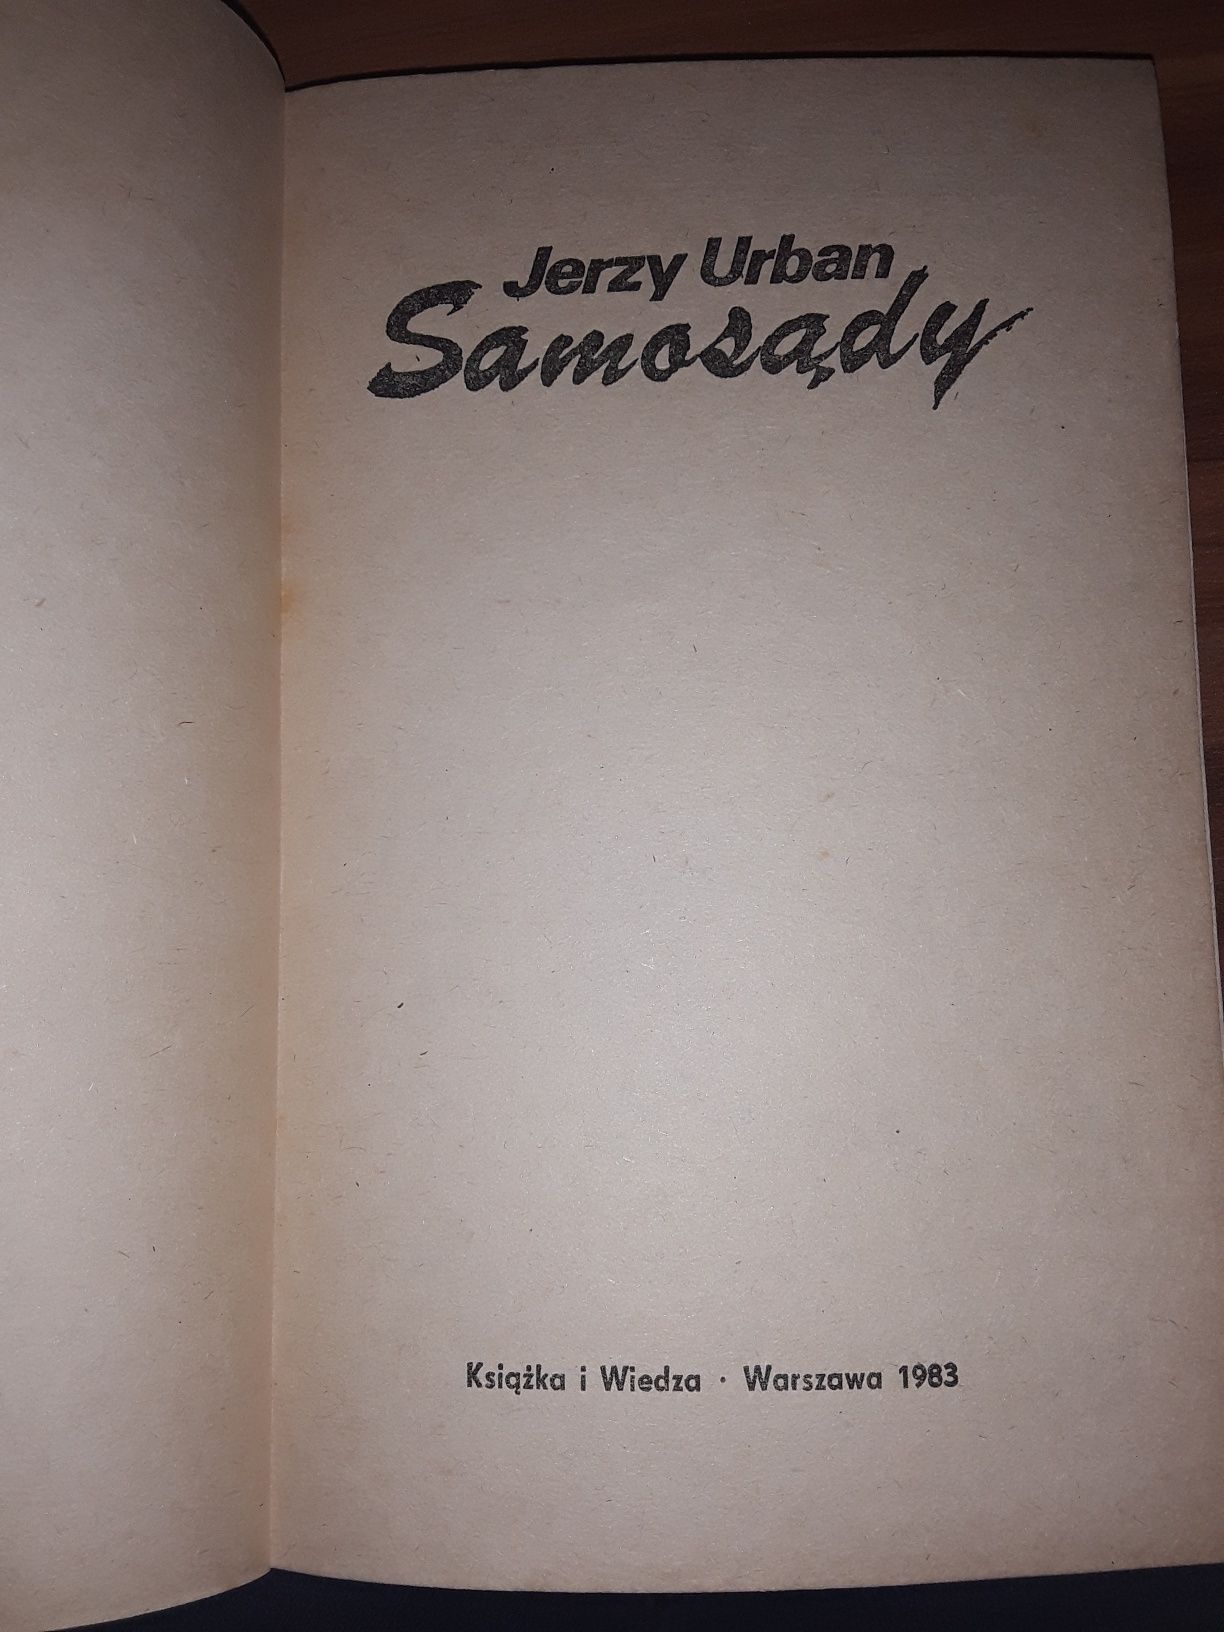 Jerzy Urban
Samosądy
Książka i Wiedza · Warszawa 1983